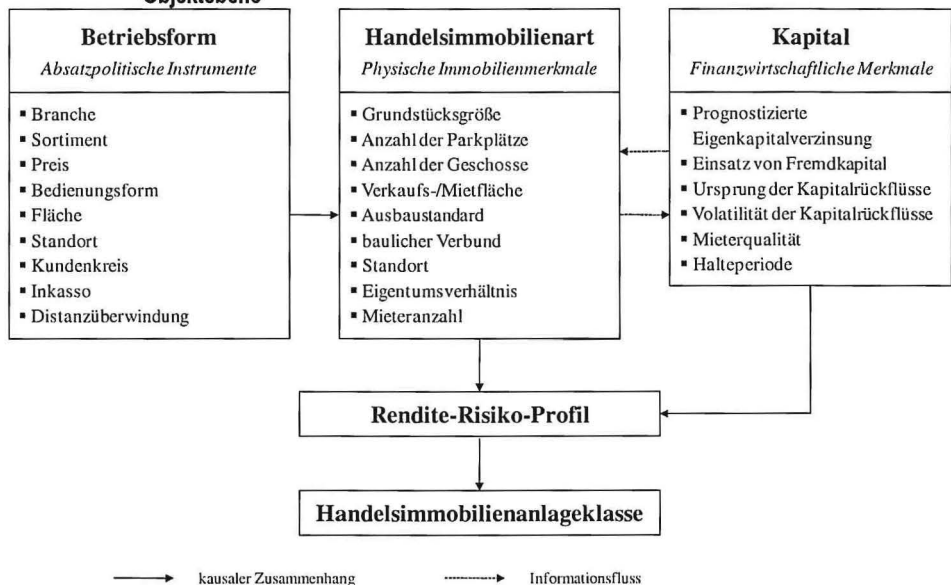 Objektebene
Betriebsform
Absatzpolitische Instrumente
▪ Branche
▪ Sortiment
▪ Preis
▪ Bedienungsform
▪ Fläche
▪ Standort
▪ Kundenkreis
▪ Inkasso
▪ Distanzüberwindung
Handelsimmobilienart
Physische Immobilienmerkmale
▪ Grundstücksgröße
▪ Anzahl der Parkplätze
▪ Anzahl der Geschosse
▪ Verkaufs-/Mietfläche
▪ Ausbaustandard
▪ baulicher Verbund
▪ Standort
▪ Eigentumsverhältnis
▪ Mieteranzahl
Kapital
Finanzwirtschaftliche Merkmale
▪ Prognostizierte
Eigenkapitalverzinsung
▪ Einsatz von Fremdkapital
▪ Ursprung der Kapitalrückflüsse
▪ Volatilität der Kapitalrückflüsse
▪ Mieterqualität
▪ Halteperiode
Rendite-Risiko-Profil
Handelsimmobilienanlageklasse
kausaler Zusammenhang
Informationsfluss